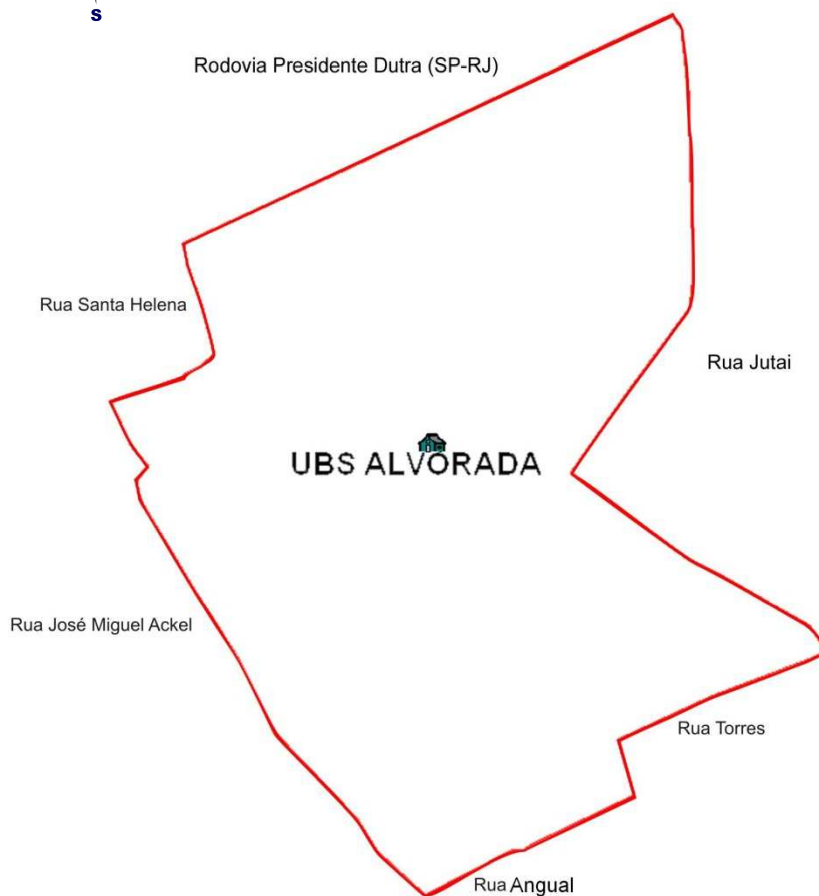 S
Rodovia Presidente Dutra (SP-RJ)
Rua Santa Helena
Rua Jutai
UBS ALVORADA
Rua José Miguel Ackel
Rua Torres
Rua Angual